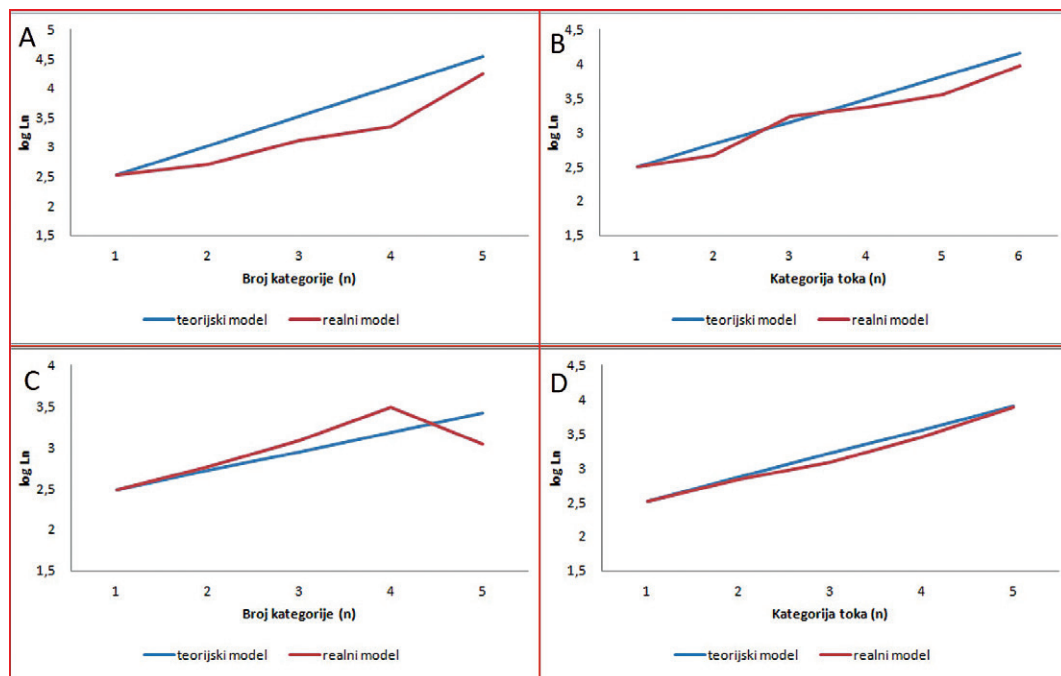 A
5
4,5
4
3,5
3
2,5
2
1,5
log Ln
1 2 3 4 5
Broj kategorije (n)
teorijski model realni model
B
4,5
4
3,5
3
2,5
2
1,5
log Ln
1 2 3 4 5 6
Kategorija toka (n)
teorijski model realni model
C
4
3,5
3
2,5
2
1,5
log Ln
1 2 3 4 5
Broj kategorije (n)
teorijski model realni model
D
4,5
4
3,5
3
2,5
2
1,5
log Ln
1 2 3 4 5
Kategorija toka (n)
teorijski model realni model